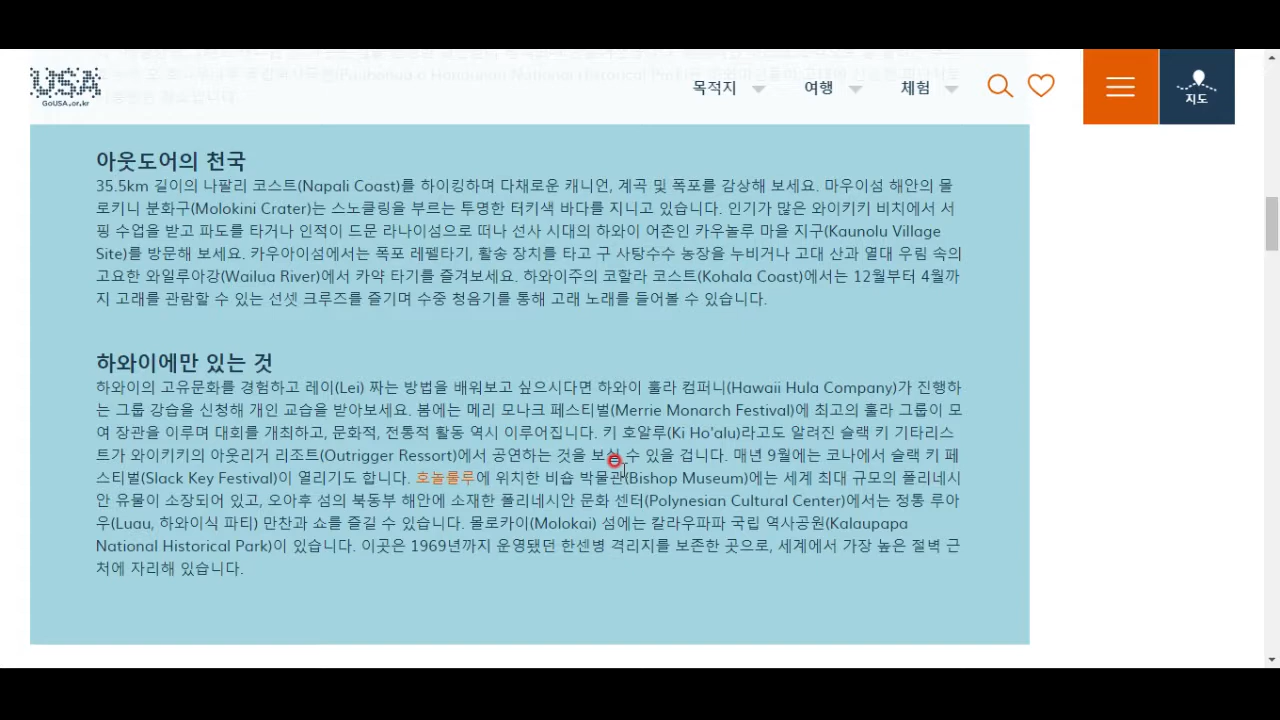 USA
GoUSA.or.kr
목적지
여행
체험
지도
아웃도어의 천국
35.5km 길이의 나팔리 코스트(Napali Coast)를 하이킹하며 다채로운 캐니언, 계곡 및 폭포를 감상해 보세요. 마우이섬 해안의 몰
로키니 분화구(Molokini Crater)는 스노클링을 부르는 투명한 터키색 바다를 지니고 있습니다. 인기가 많은 와이키키 비치에서 서
핑 수업을 받고 파도를 타거나 인적이 드문 라나이섬으로 떠나 선사 시대의 하와이 어촌인 카우놀루 마을 지구(Kaunolu Village
Site)를 방문해 보세요. 카우아이섬에서는 폭포 레펠타기, 활송 장치를 타고 구 사탕수수 농장을 누비거나 고대 산과 열대 우림 속의
고요한 와일루아강(Wailua River)에서 카약 타기를 즐겨보세요. 하와이주의 코할라 코스트(Kohala Coast)에서는 12월부터 4월까
지 고래를 관람할 수 있는 선셋 크루즈를 즐기며 수중 청음기를 통해 고래 노래를 들어볼 수 있습니다.
하와이에만 있는 것
하와이의 고유문화를 경험하고 레이(Lei) 짜는 방법을 배워보고 싶으시다면 하와이 훌라 컴퍼니(Hawaii Hula Company)가 진행하
는 그룹 강습을 신청해 개인 교습을 받아보세요. 봄에는 메리 모나크 페스티벌(Merrie Monarch Festival)에 최고의 훌라 그룹이 모
여 장관을 이루며 대회를 개최하고, 문화적, 전통적 활동 역시 이루어집니다. 키 호알루(Ki Ho'alu)라고도 알려진 슬랙 키 기타리스
트가 와이키키의 아웃리거 리조트(Outrigger Ressort)에서 공연하는 것을 보실 수 있을 겁니다. 매년 9월에는 코나에서 슬랙 키 페
스티벌(Slack Key Festival)이 열리기도 합니다. 호놀룰루에 위치한 비숍 박물관(Bishop Museum)에는 세계 최대 규모의 폴리네시
안 유물이 소장되어 있고, 오아후 섬의 북동부 해안에 소재한 폴리네시안 문화 센터(Polynesian Cultural Center)에서는 정통 루아
우(Luau, 하와이식 파티) 만찬과 쇼를 즐길 수 있습니다. 몰로카이(Molokai) 섬에는 칼라우파파 국립 역사공원(Kalaupapa
National Historical Park)이 있습니다. 이곳은 1969년까지 운영됐던 한센병 격리지를 보존한 곳으로, 세계에서 가장 높은 절벽 근
처에 자리해 있습니다.